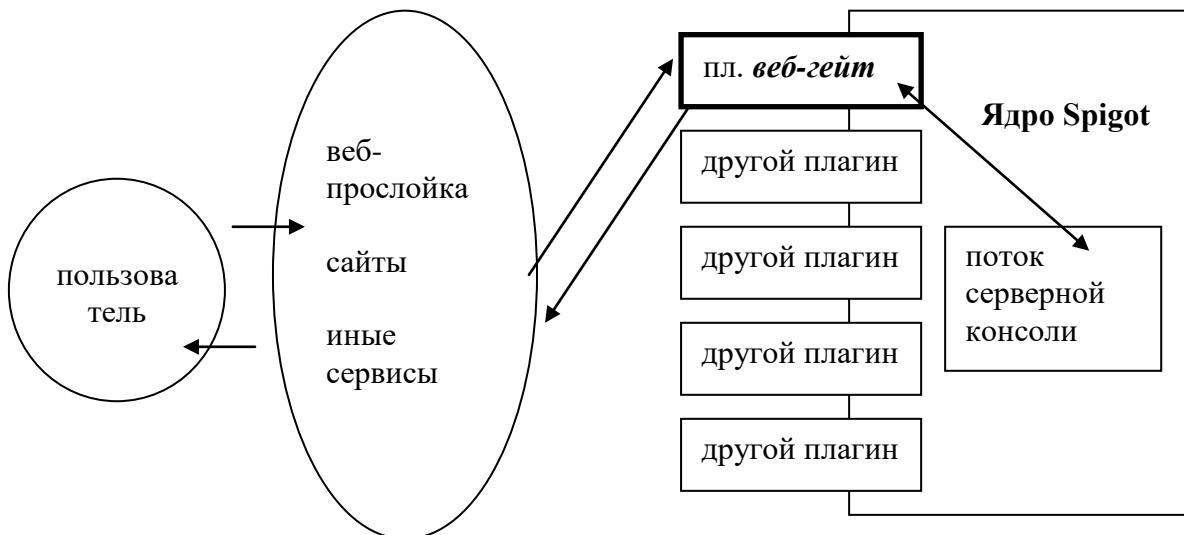 пользова
тель
веб-
прослойка
сайты
иные
сервисы
пл. веб-гейт
другой плагин
другой плагин
другой плагин
другой плагин
Ядро Spigot
поток
серверной
консоли